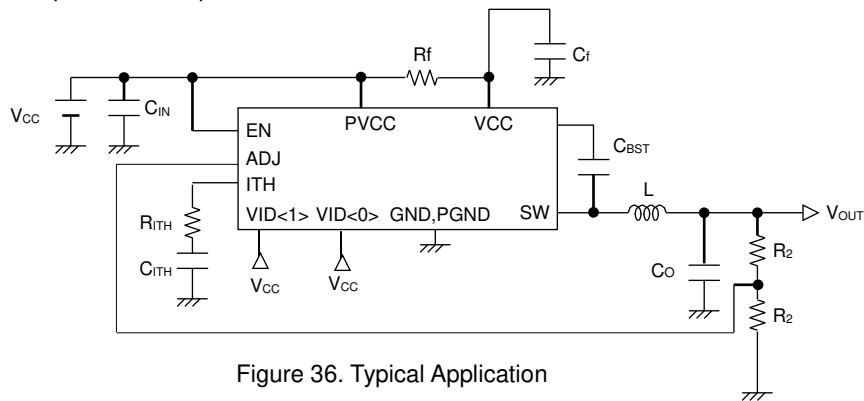 Rf
Cf
VCC
CIN
EN
PVCC
VCC
ADJ
CBST
ITH
L
RITH
VID<1>
VID<0>
GND,PGND
SW
VOUT
R2
CITH
VCC
VCC
CO
R2
Figure 36. Typical Application